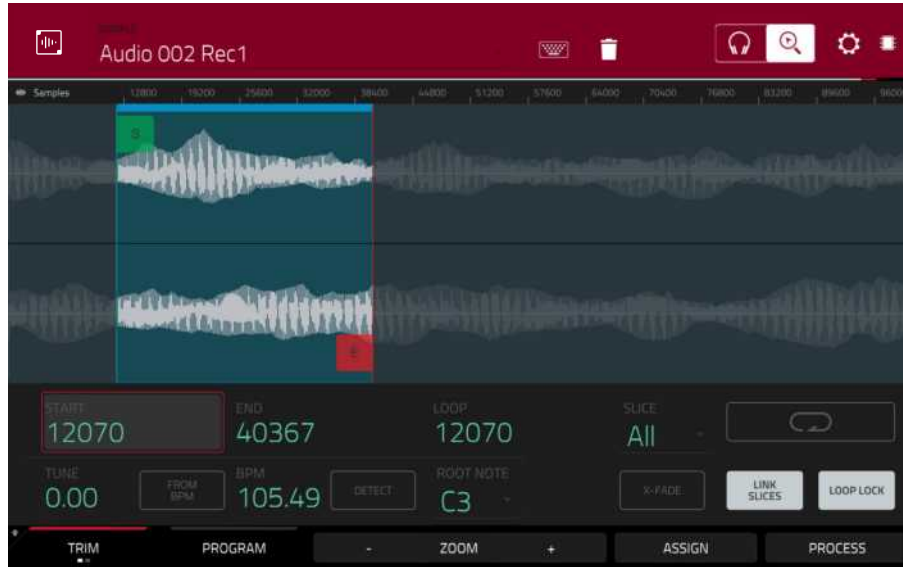 SAMPLE
Audio 002 Rec1
Samples 12800 19200 25600 32000 38400 44800 51200 57600 64000 70400 76800 83200 89600 9600
S
E
START END LOOP SLICE
12070 40367 12070 All
TUNE FROM BPM BPM DETECT ROOT NOTE X-FADE LINK SLICES LOOP LOCK
0.00 105.49 C3
TRIM PROGRAM - ZOOM + ASSIGN PROCESS